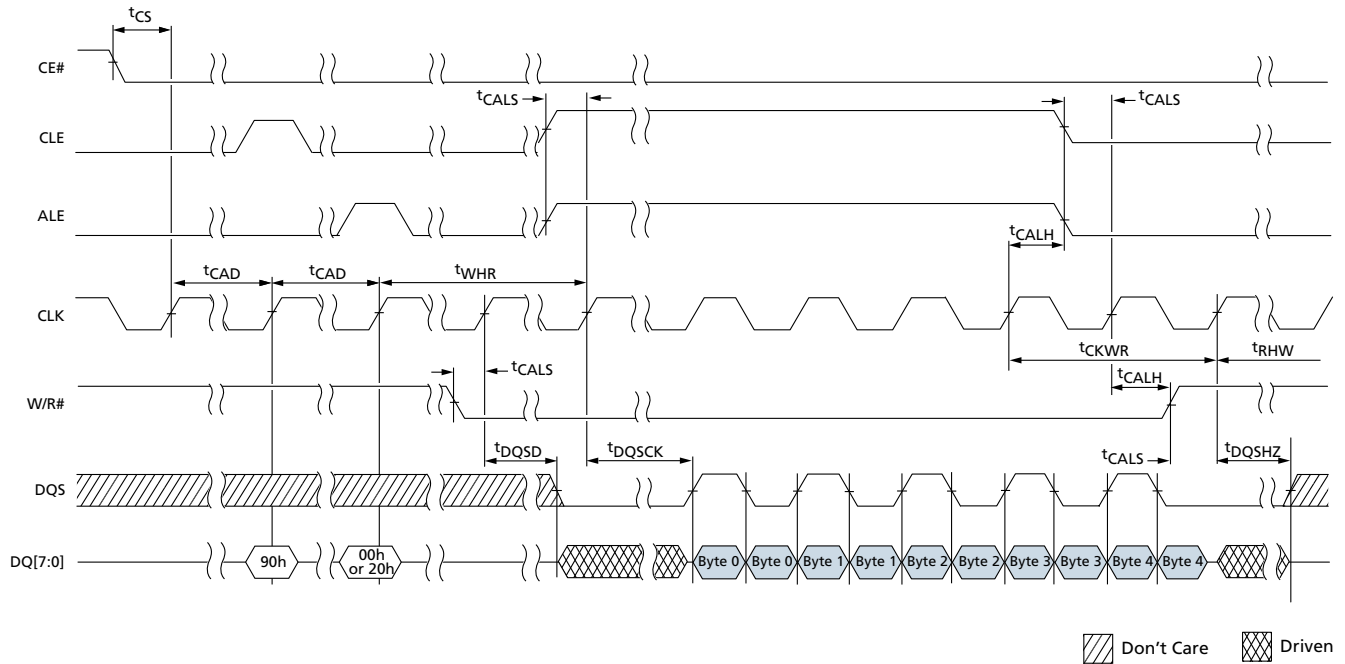 tCS
CE#
tCALS
tCALS
CLE
ALE
tCALH
tCAD
tCAD
tWHR
CLK
tCKWR
tRHW
tCALS
tCALH
W/R#
tDQSD
tDQSCK
tCALS
tDQSHZ
DQS
DQ[7:0]
90h
00h
or 20h
Byte 0
Byte 0
Byte 1
Byte 1
Byte 2
Byte 2
Byte 3
Byte 3
Byte 4
Byte 4
Don't Care
Driven